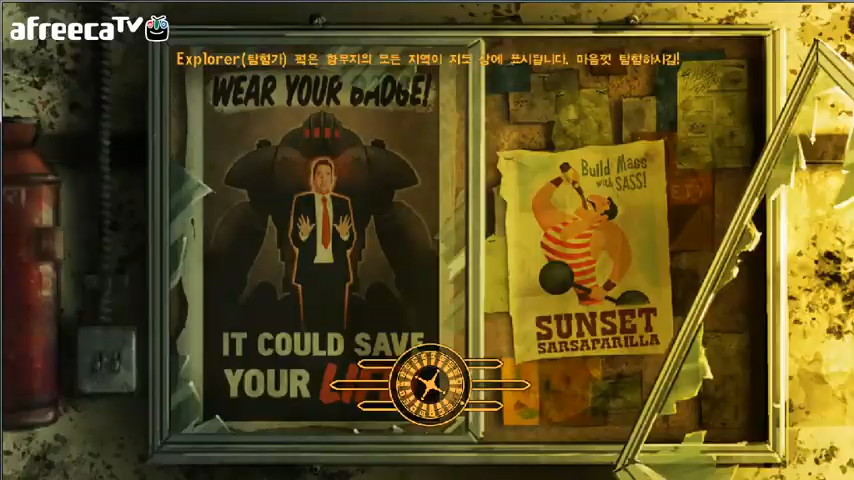 afreecaTV
Explorer(탐험가) 퍽은 황무지의 모든 지역이 지도 상에 표시됩니다. 마음껏 탐험하시길!
WEAR YOUR BADGE!
Build Mass
with SASS!
SUNSET
SARSAPARILLA
IT COULD SAVE
YOUR LIFE